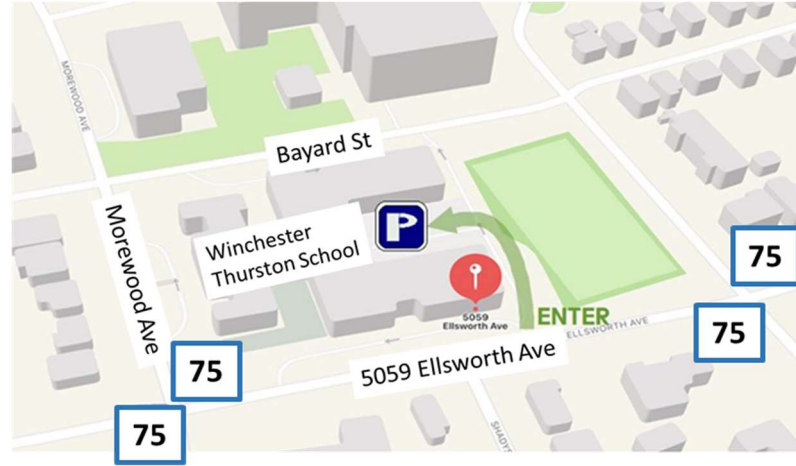 MOREWOOD AVE
Bayard St
Morewood Ave
Winchester
Thurston School
P
75
5059
Ellsworth Ave
ENTER
ELLSWORTH AVE
75
5059 Ellsworth Ave
75
75
SHADYS